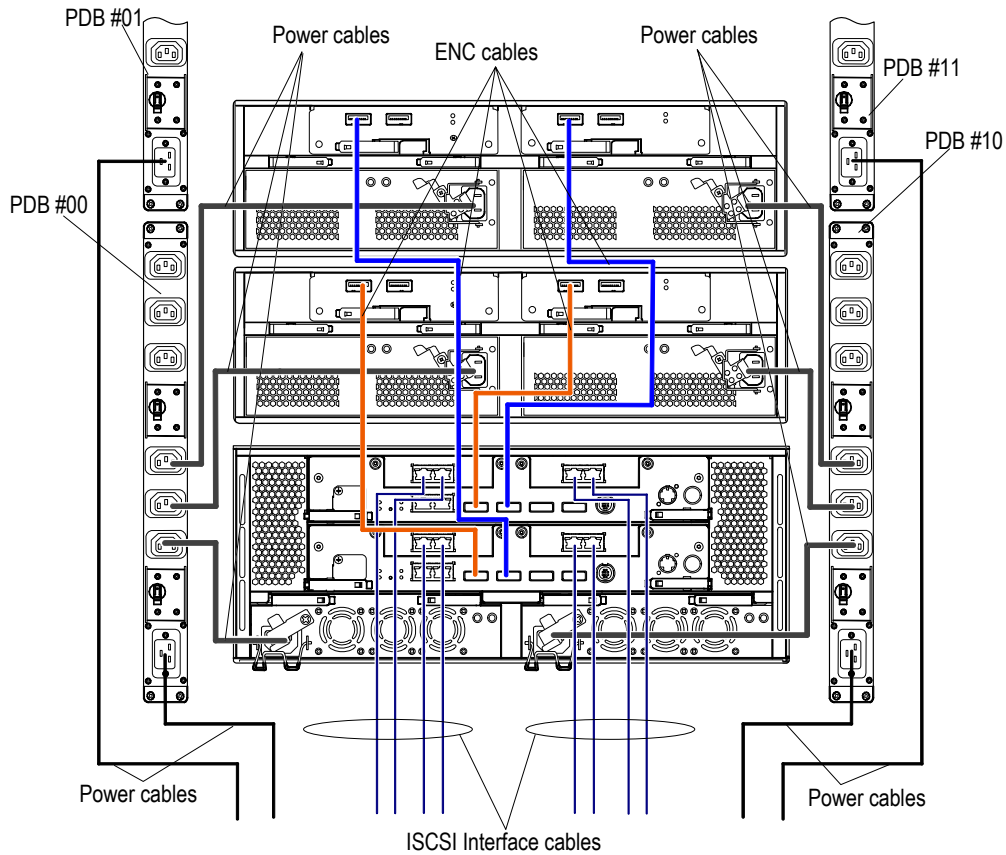 PDB #01
Power cables
ENC cables
Power cables
PDB #11
PDB #10
PDB #00
Power cables
Power cables
ISCSI Interface cables